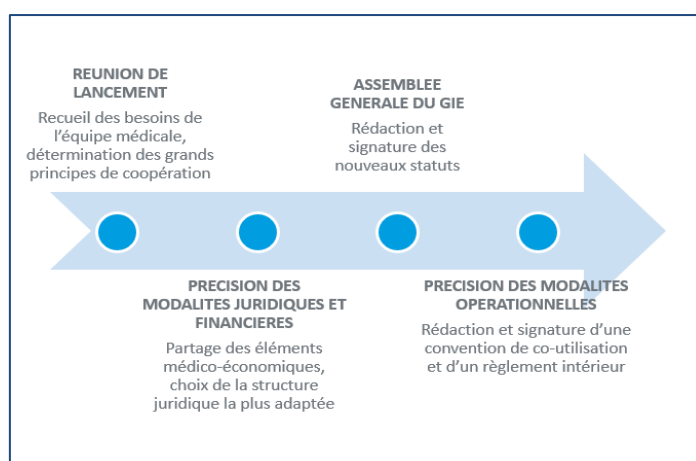 REUNION DE
LANCEMENT
Recueil des besoins de
l'équipe médicale,
détermination des grands
principes de coopération
PRECISION DES
MODALITES JURIDIQUES ET
FINANCIERES
Partage des éléments
médico-économiques,
choix de la structure
juridique la plus adaptée
ASSEMBLEE
GENERALE DU GIE
Rédaction et
signature des
nouveaux statuts
PRECISION DES MODALITES
OPERATIONNELLES
Rédaction et signature d'une
convention de co-utilisation
et d'un règlement intérieur